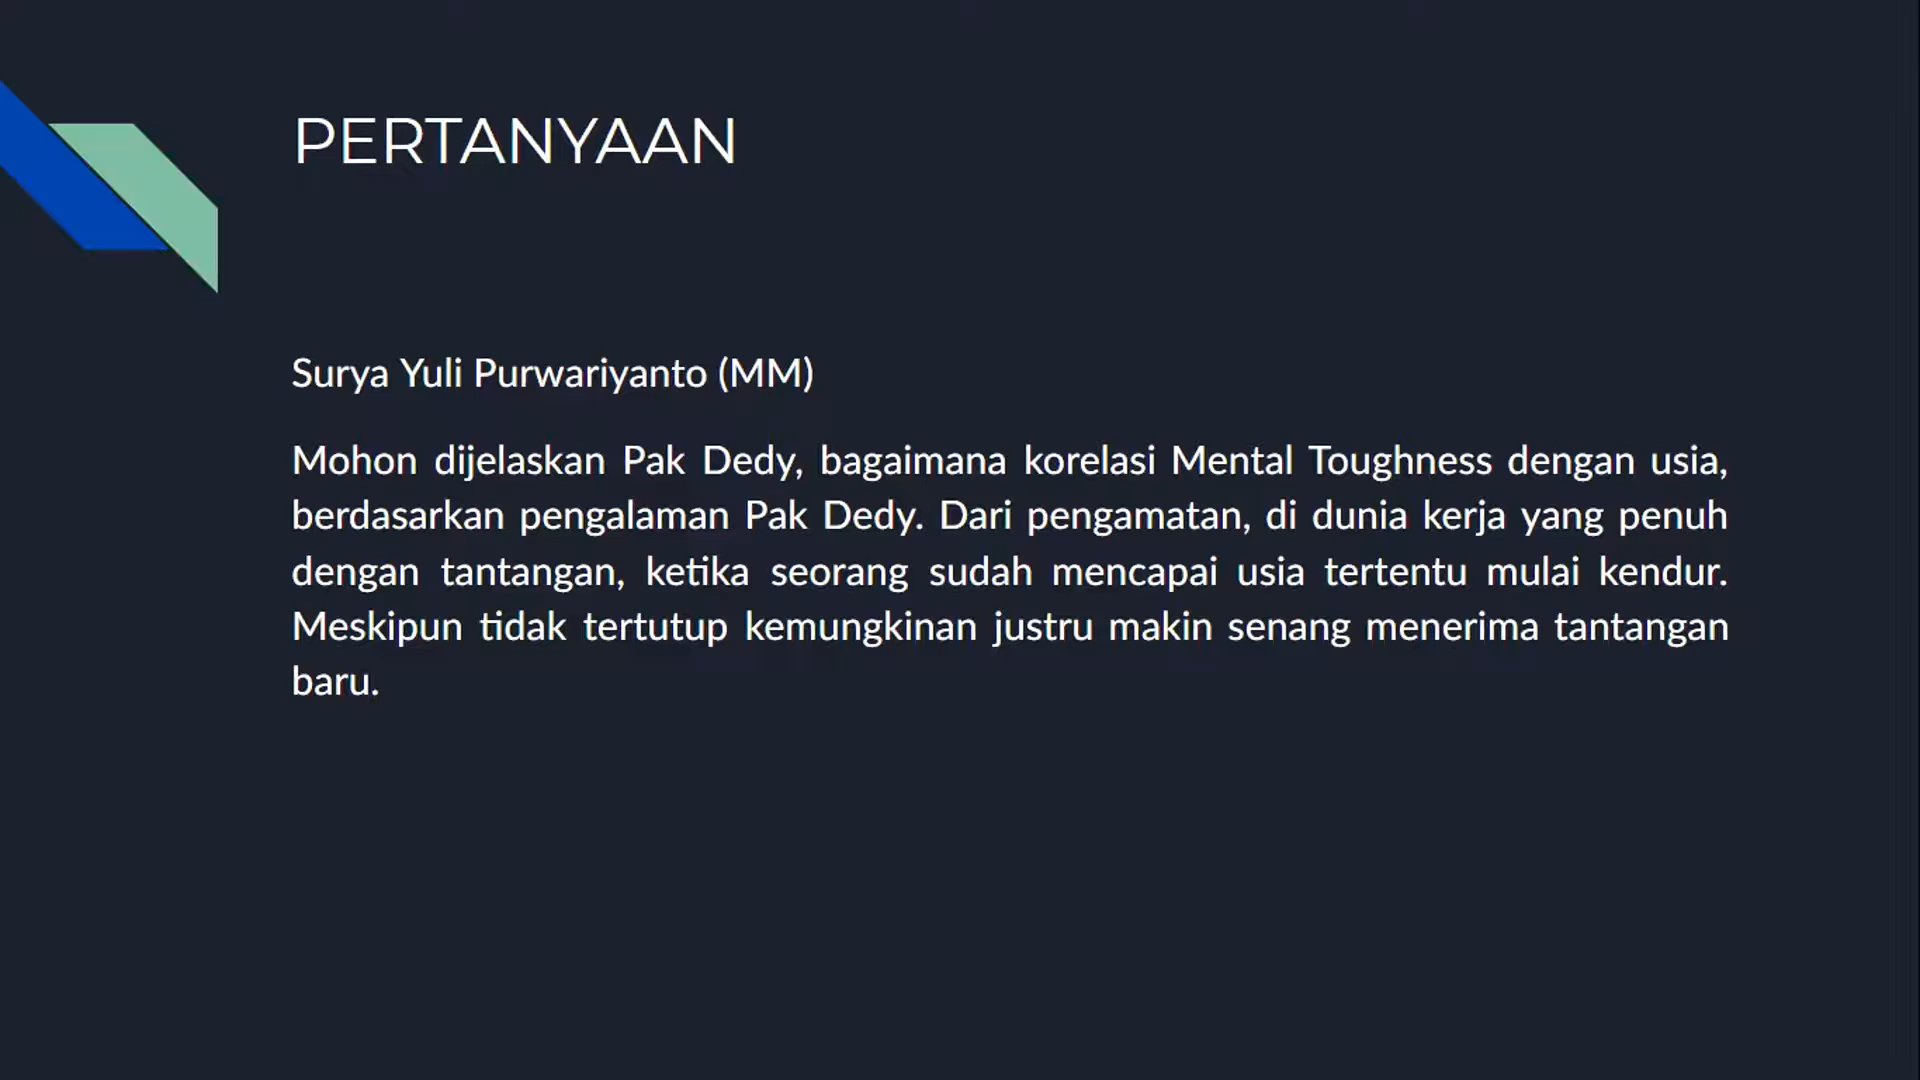 PERTANYAAN
Surya Yuli Purwariyanto (MM)
Mohon dijelaskan Pak Dedy, bagaimana korelasi Mental Toughness dengan usia,
berdasarkan pengalaman Pak Dedy. Dari pengamatan, di dunia kerja yang penuh
dengan tantangan, ketika seorang sudah mencapai usia tertentu mulai kendur.
Meskipun tidak tertutup kemungkinan justru makin senang menerima tantangan
baru.